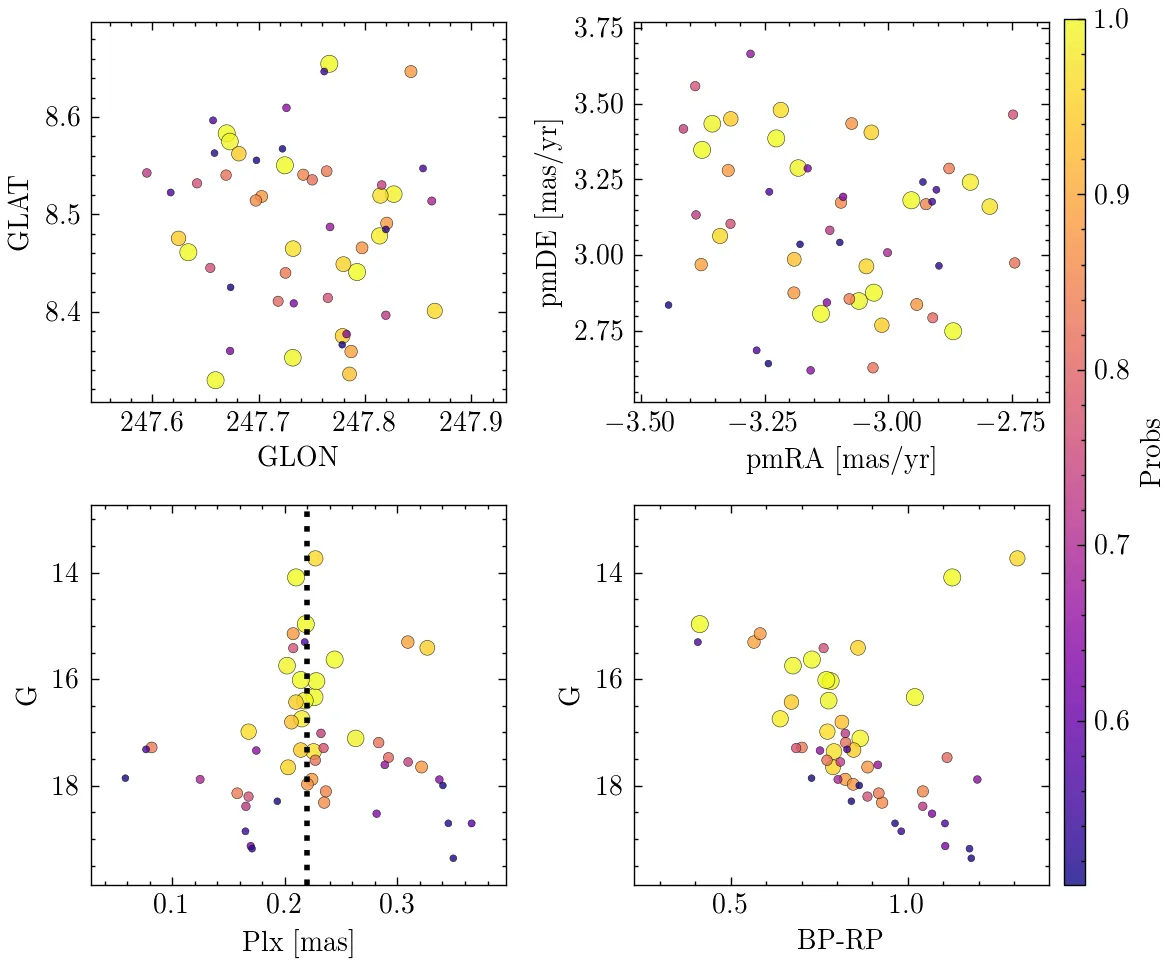 8.6
8.5
8.4
GLAT
247.6 247.7 247.8 247.9
GLON
3.75
3.50
3.25
3.00
2.75
pmDE [mas/yr]
−3.50 −3.25 −3.00 −2.75
pmRA [mas/yr]
14
16
18
G
0.1 0.2 0.3
Plx [mas]
14
16
18
G
0.5 1.0
BP-RP
1.0
0.9
0.8
0.7
0.6
Probs